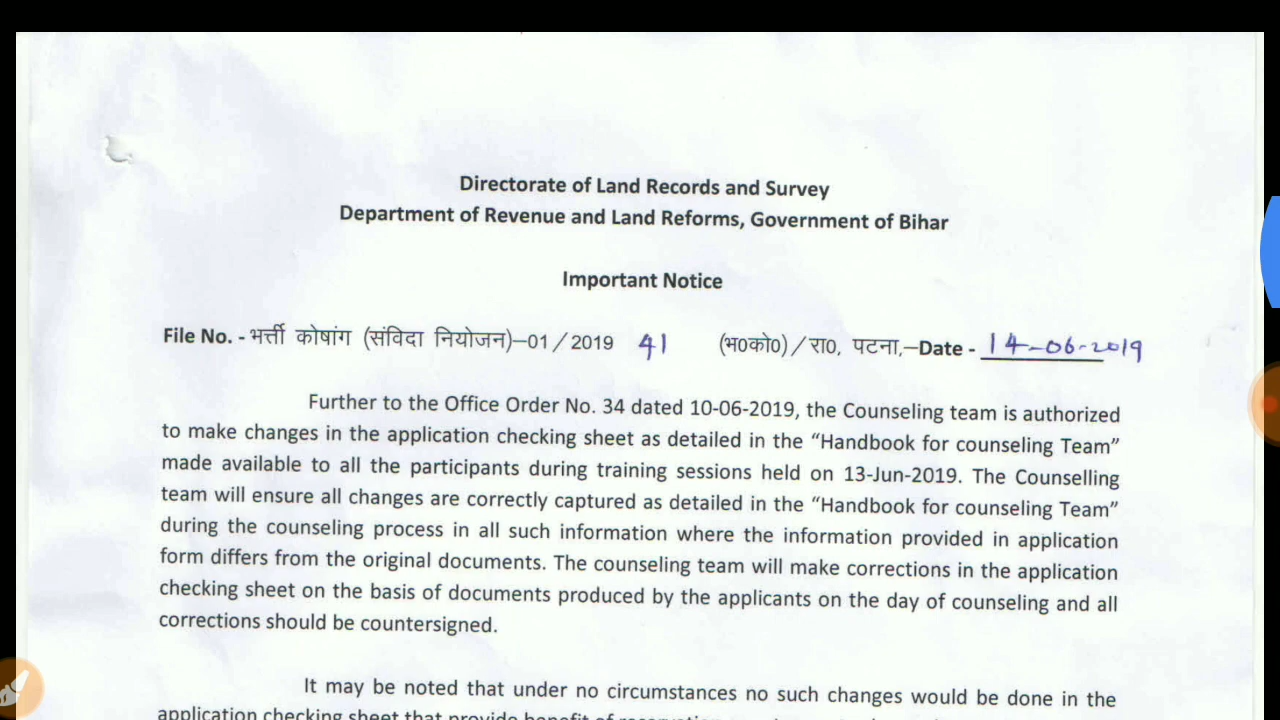 Directorate of Land Records and Survey
Department of Revenue and Land Reforms, Government of Bihar
Important Notice
File No. - भर्त्ती कोषांग (संविदा नियोजन)–01/2019 41 (भ0को0)/रा0, पटना,–Date - 14-06-2019
Further to the Office Order No. 34 dated 10-06-2019, the Counseling team is authorized
to make changes in the application checking sheet as detailed in the “Handbook for counseling Team”
made available to all the participants during training sessions held on 13-Jun-2019. The Counselling
team will ensure all changes are correctly captured as detailed in the “Handbook for counseling Team”
during the counseling process in all such information where the information provided in application
form differs from the original documents. The counseling team will make corrections in the application
checking sheet on the basis of documents produced by the applicants on the day of counseling and all
corrections should be countersigned.
It may be noted that under no circumstances no such changes would be done in the
application checking sheet that provide benefit of reservation